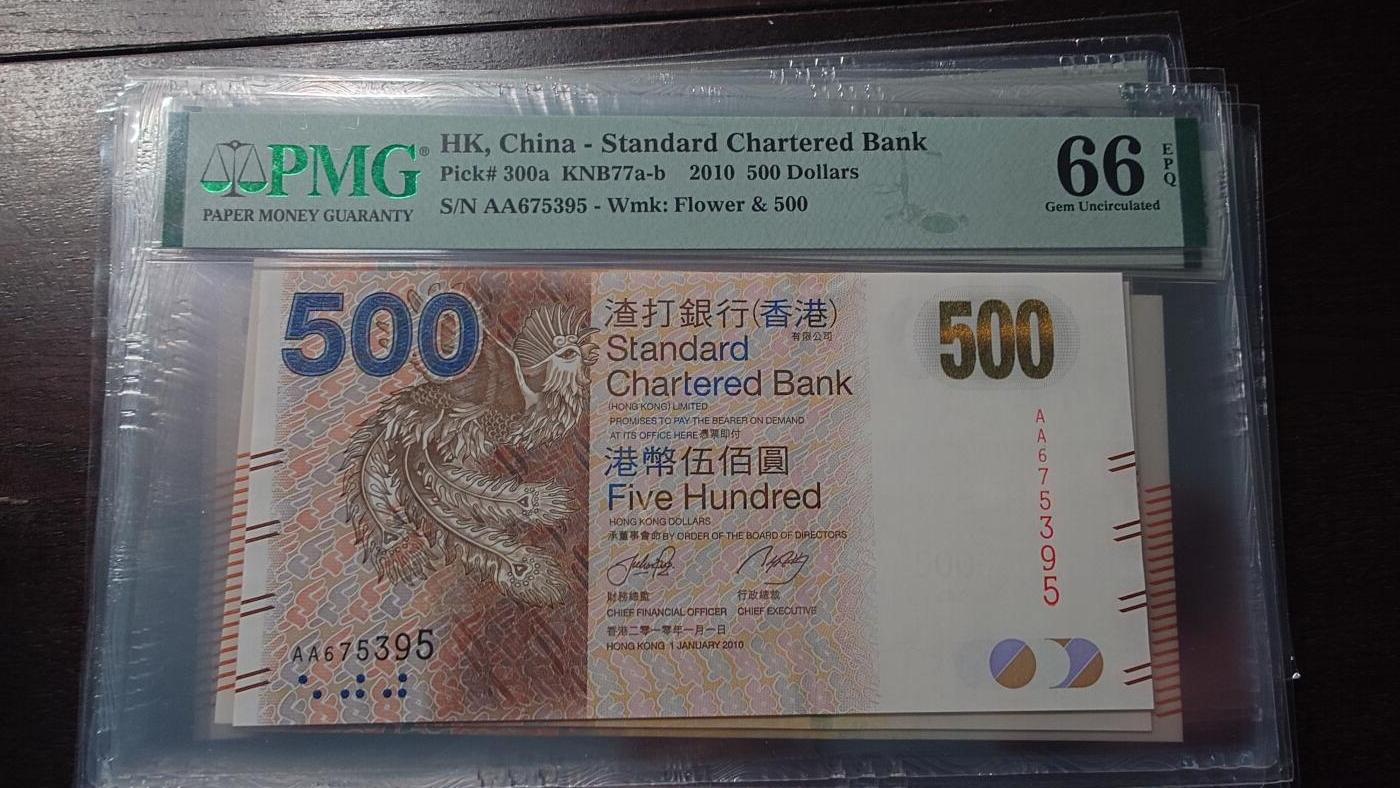 PMG®
PAPER MONEY GUARANTY
HK, China - Standard Chartered Bank
Pick# 300a KNB77a-b 2010 500 Dollars
S/N AA675395 - Wmk: Flower & 500
66 EPQ
Gem Uncirculated
500
渣打銀行(香港)
有限公司
Standard
Chartered Bank
(HONG KONG) LIMITED
PROMISES TO PAY THE BEARER ON DEMAND
AT ITS OFFICE HERE 憑票即付
港幣伍佰圓
Five Hundred
HONG KONG DOLLARS
承董事會命 BY ORDER OF THE BOARD OF DIRECTORS
財務總監 行政總裁
CHIEF FINANCIAL OFFICER CHIEF EXECUTIVE
香港二零一零年一月一日
HONG KONG 1 JANUARY 2010
AA675395
500
AA675395